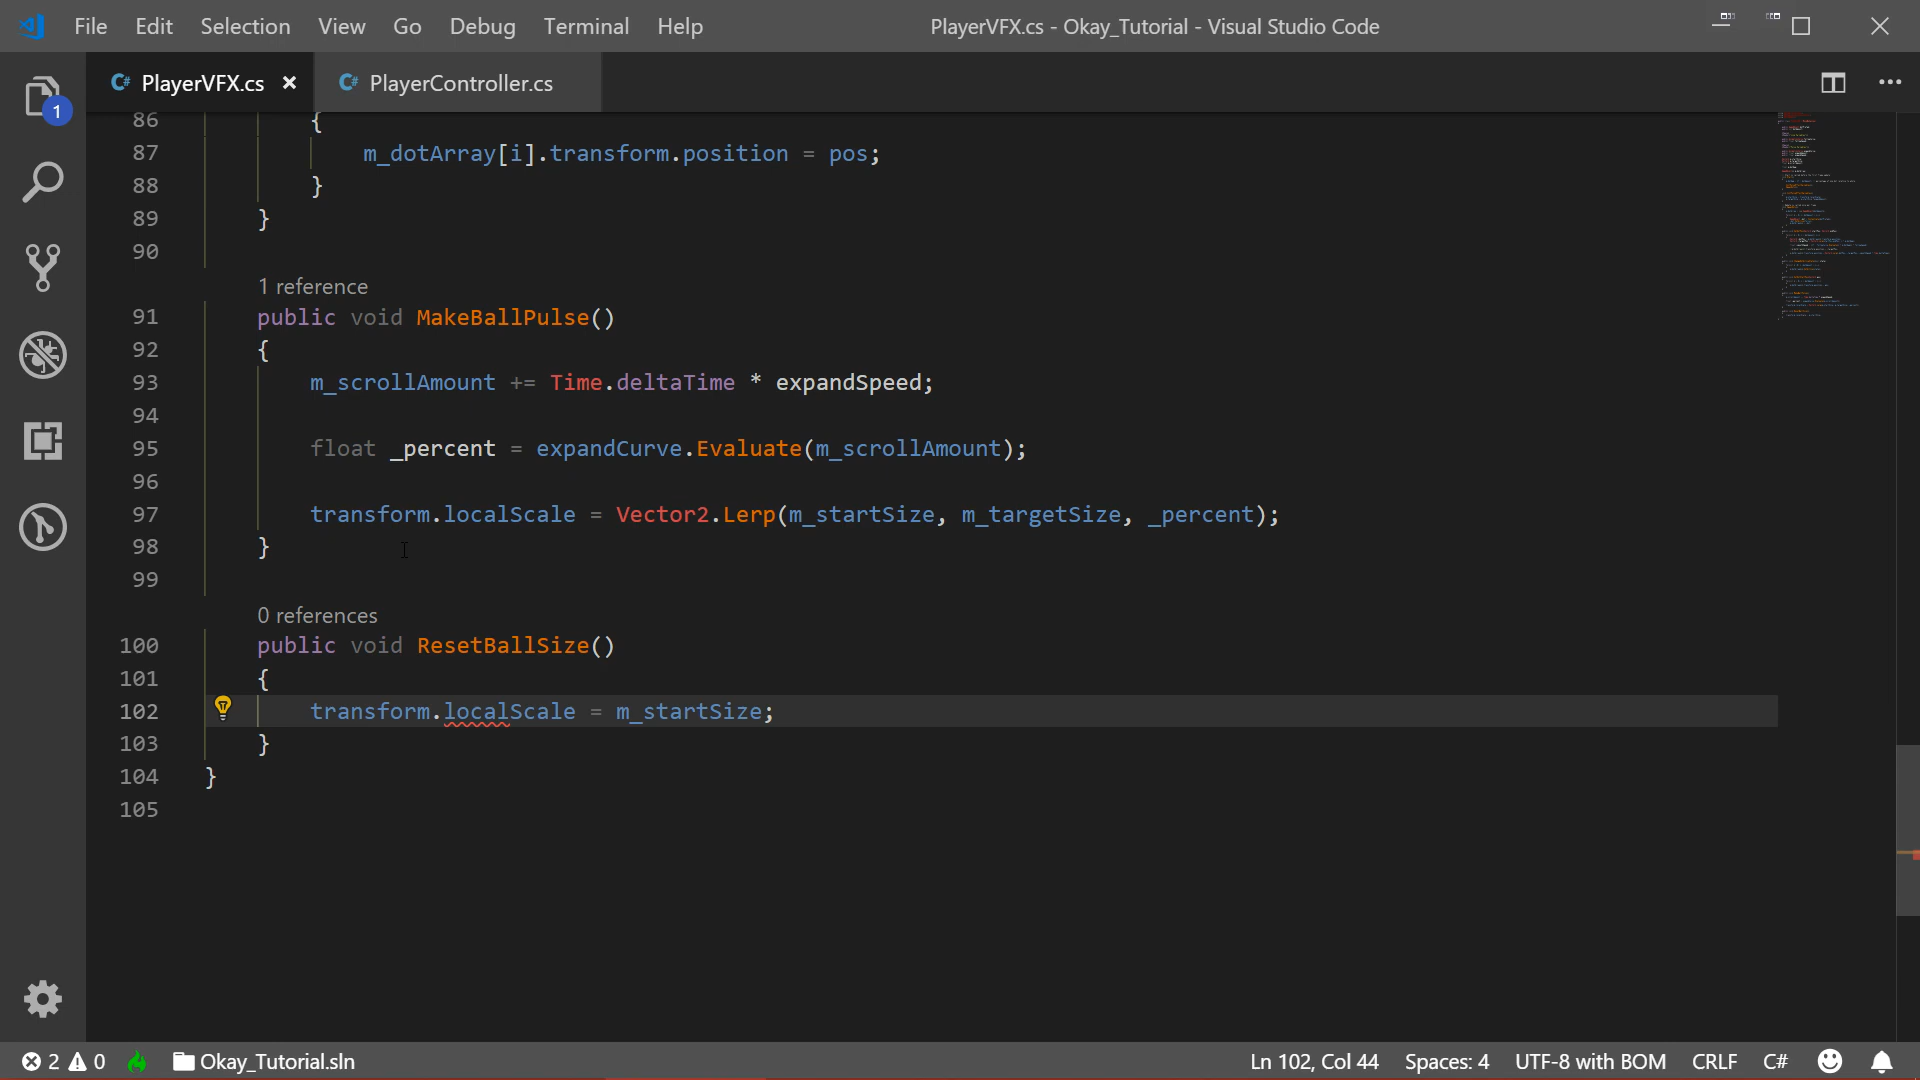 File Edit Selection View Go Debug Terminal Help PlayerVFX.cs - Okay_Tutorial - Visual Studio Code
C# PlayerVFX.cs × C# PlayerController.cs
1
86 {
87 m_dotArray[i].transform.position = pos;
88 }
89 }
90
1 reference
91 public void MakeBallPulse()
92 {
93 m_scrollAmount += Time.deltaTime * expandSpeed;
94
95 float _percent = expandCurve.Evaluate(m_scrollAmount);
96
97 transform.localScale = Vector2.Lerp(m_startSize, m_targetSize, _percent);
98 }
99
0 references
100 public void ResetBallSize()
101 {
102 transform.localScale = m_startSize;
103 }
104 }
105
2 0 Okay_Tutorial.sln Ln 102, Col 44 Spaces: 4 UTF-8 with BOM CRLF C#